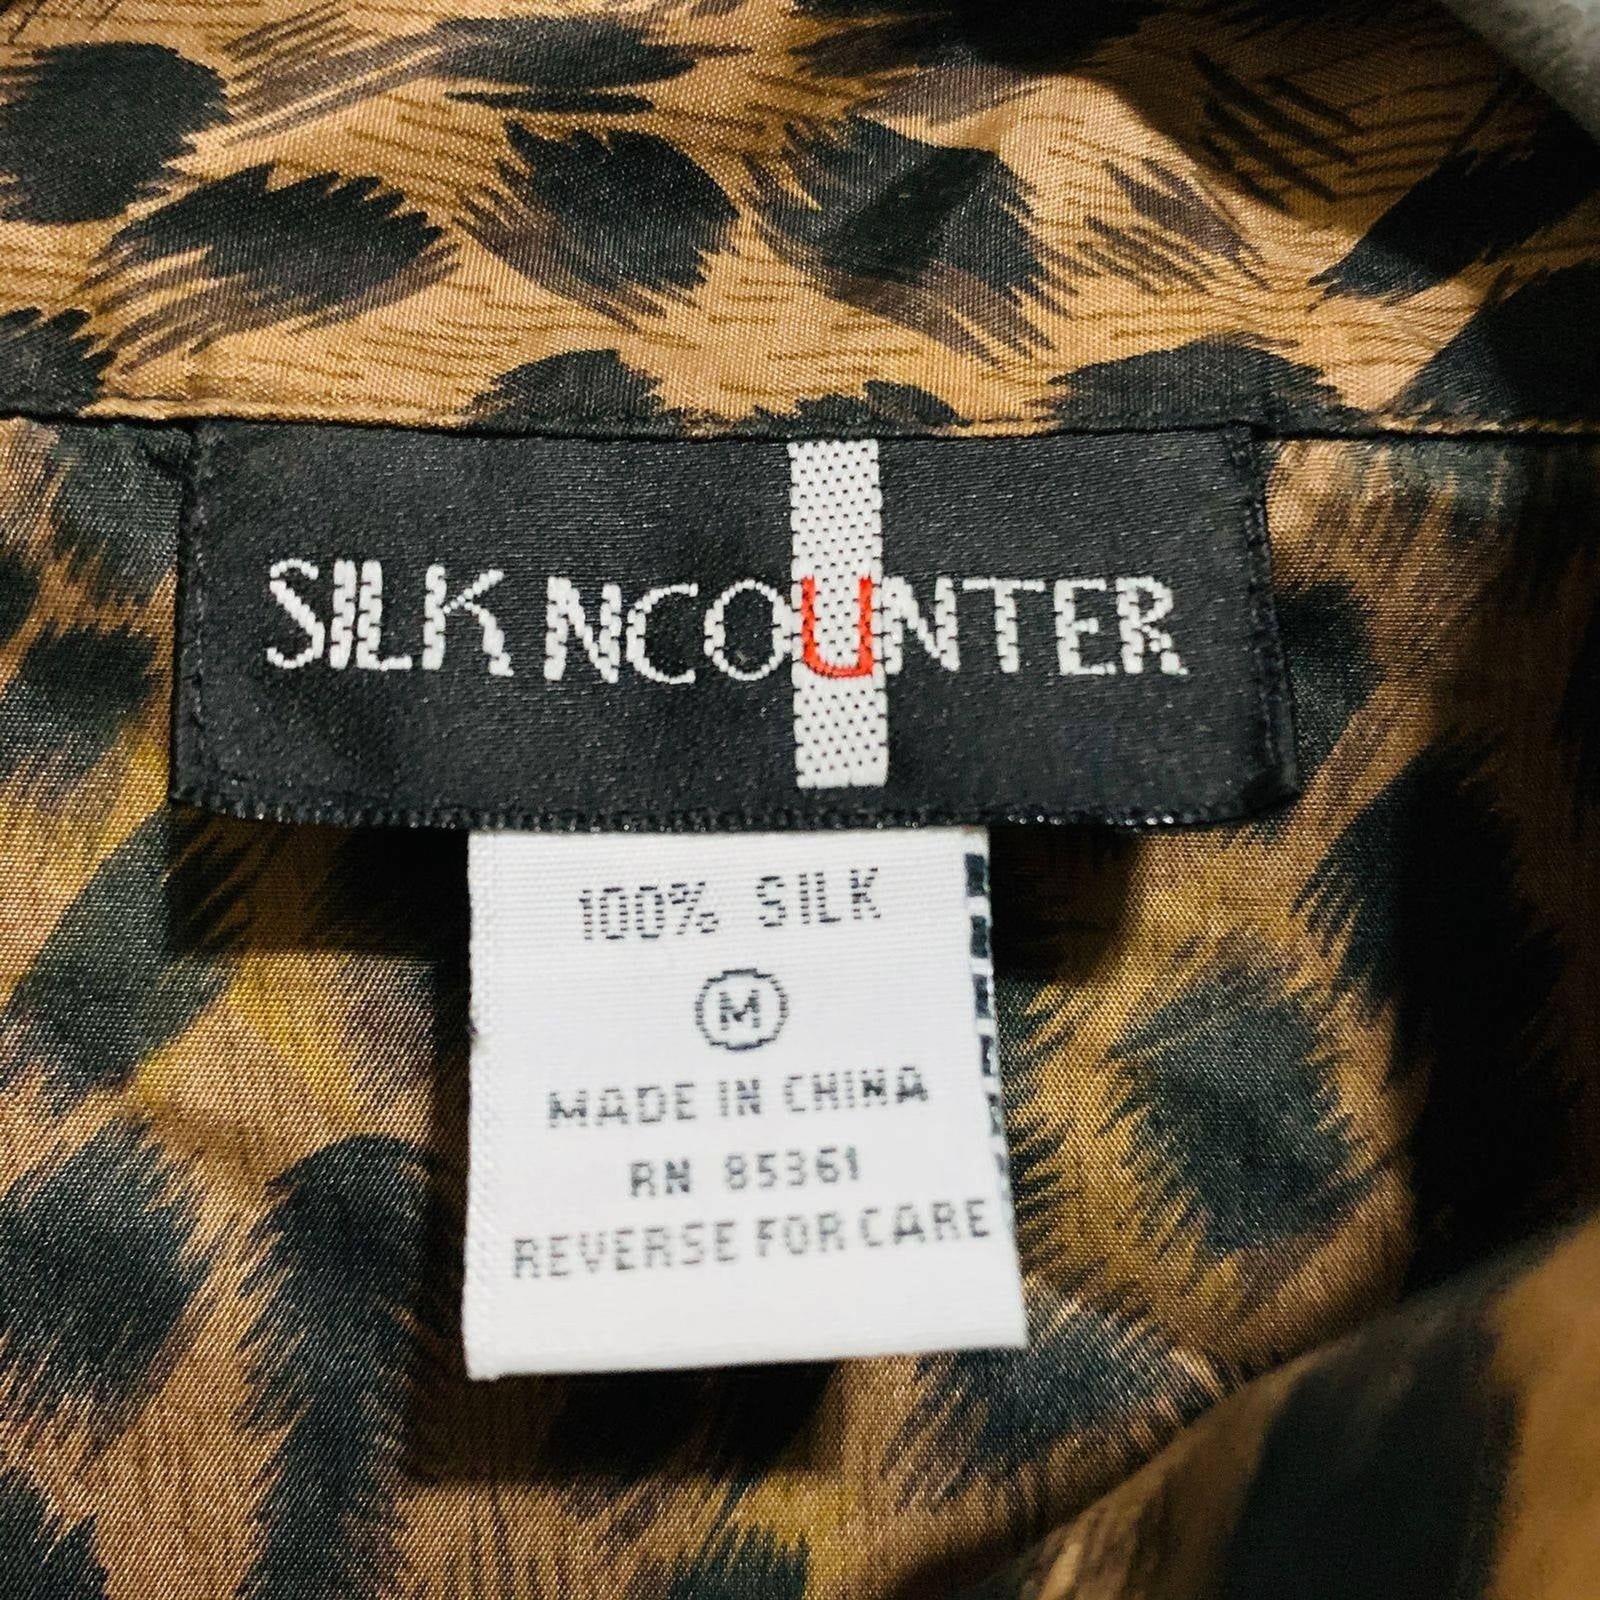 SILK NCOUNTER
100% SILK
M
MADE IN CHINA
RN 85361
REVERSE FOR CARE